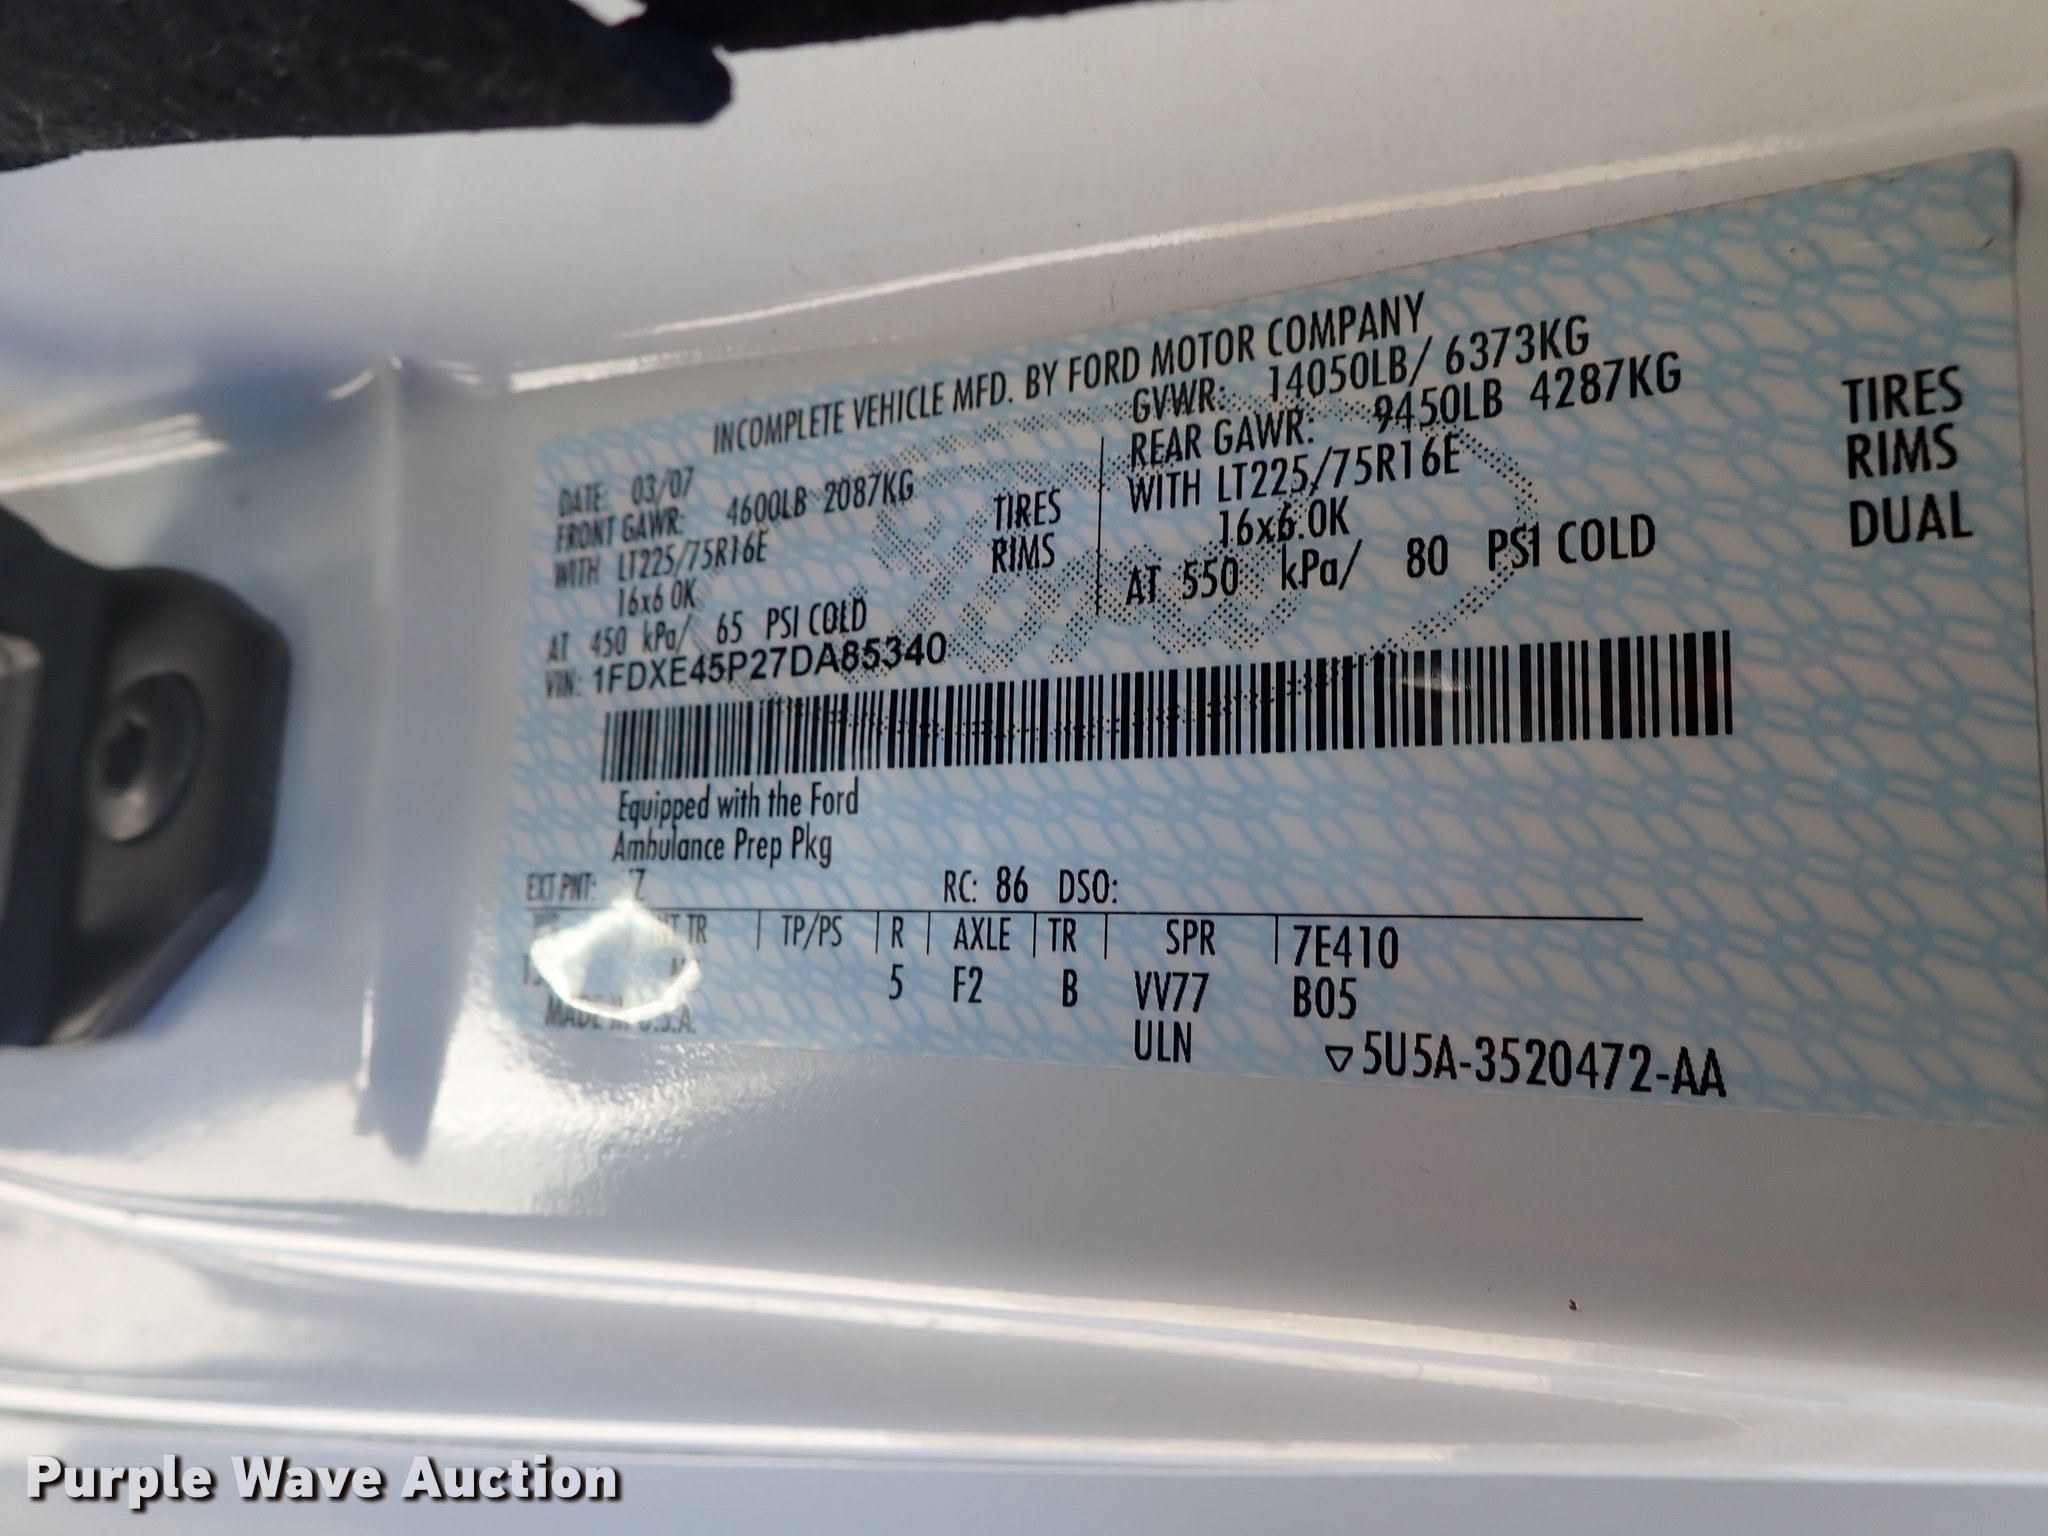 INCOMPLETE VEHICLE MFD. BY FORD MOTOR COMPANY
DATE: 03/07
FRONT GAWR: 4600LB 2087KG
WITH LT225/75R16E TIRES
16x6.0K RIMS
AT 450 kPa/ 65 PSI COLD
GVWR: 14050LB/ 6373KG
REAR GAWR: 9450LB 4287KG
WITH LT225/75R16E TIRES
16x6.0K RIMS
AT 550 kPa/ 80 PSI COLD DUAL
VIN: 1FDXE45P27DA85340
Ford
Equipped with the Ford
Ambulance Prep Pkg
EXT PNT: RC: 86 DSO:
TR TP/PS R AXLE TR SPR 7E410
5 F2 B VV77 B05
MADE IN U.S.A. ULN ▽5U5A-3520472-AA
Purple Wave Auction